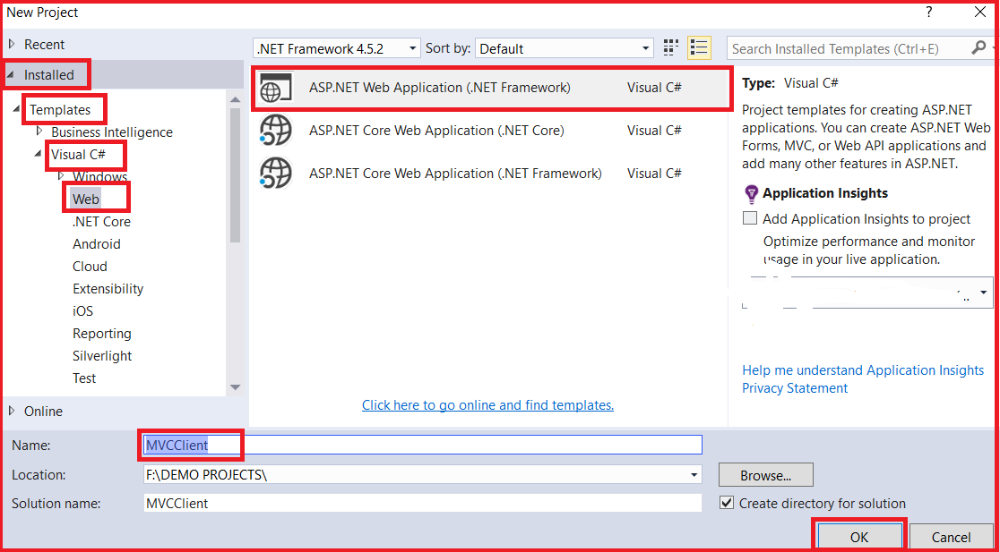 New Project
?
Recent
.NET Framework 4.5.2
Sort by:
Default
Search Installed Templates (Ctrl+E)
Installed
Templates
Business Intelligence
Visual C#
Windows
Web
.NET Core
Android
Cloud
Extensibility
iOS
Reporting
Silverlight
Test
Online
ASP.NET Web Application (.NET Framework) Visual C#
ASP.NET Core Web Application (.NET Core) Visual C#
ASP.NET Core Web Application (.NET Framework) Visual C#
Click here to go online and find templates.
Type: Visual C#
Project templates for creating ASP.NET
applications. You can create ASP.NET Web
Forms, MVC, or Web API applications and
add many other features in ASP.NET.
Application Insights
Add Application Insights to project
Optimize performance and monitor
usage in your live application.
Help me understand Application Insights
Privacy Statement
Name: MVCClient
Location: F:\DEMO PROJECTS\
Browse...
Solution name: MVCClient
Create directory for solution
OK
Cancel